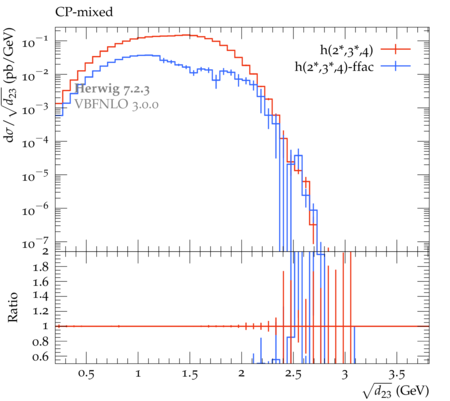 CP-mixed
h(2*,3*,4)
h(2*,3*,4)-ffac
Herwig 7.2.3
VBFNLO 3.0.0
dσ/√d₂₃ (pb/GeV)
10⁻¹
10⁻²
10⁻³
10⁻⁴
10⁻⁵
10⁻⁶
10⁻⁷
2
1.8
1.6
1.4
1.2
1
0.8
0.6
Ratio
0.5 1 1.5 2 2.5 3 3.5
√d₂₃ (GeV)